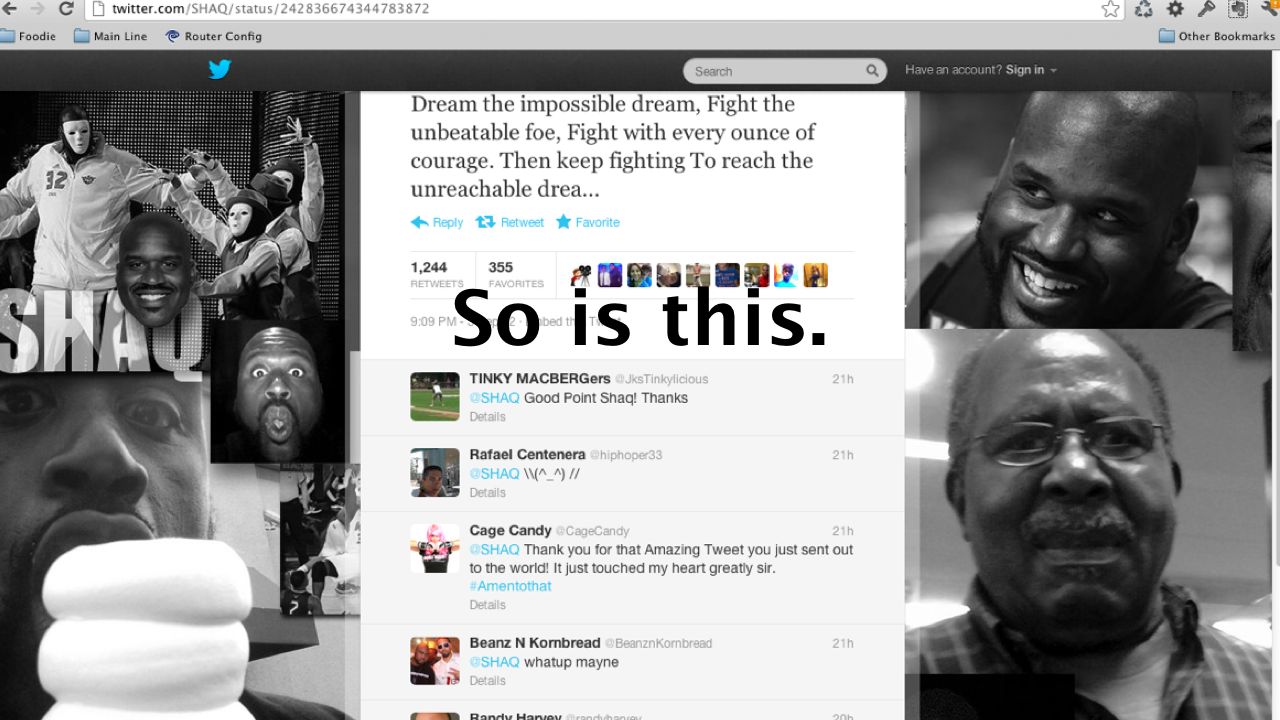 twitter.com/SHAQ/status/242836674344783872
Foodie
Main Line
Router Config
Other Bookmarks
Search
Have an account? Sign in
Dream the impossible dream, Fight the
unbeatable foe, Fight with every ounce of
courage. Then keep fighting To reach the
unreachable drea...
Reply Retweet Favorite
1,244
RETWEETS
355
FAVORITES
So is this.
9:09 PM -
32
SHAQ
TINKY MACBERGers @JksTinkylicious 21h
@SHAQ Good Point Shaq! Thanks
Details
Rafael Centenera @hiphoper33 21h
@SHAQ \\(^_^) //
Details
Cage Candy @CageCandy 21h
@SHAQ Thank you for that Amazing Tweet you just sent out
to the world! It just touched my heart greatly sir.
#Amentothat
Details
Beanz N Kornbread @BeanznKornbread 21h
@SHAQ whatup mayne
Details
7
Randy Harvey @randyharvey 20h